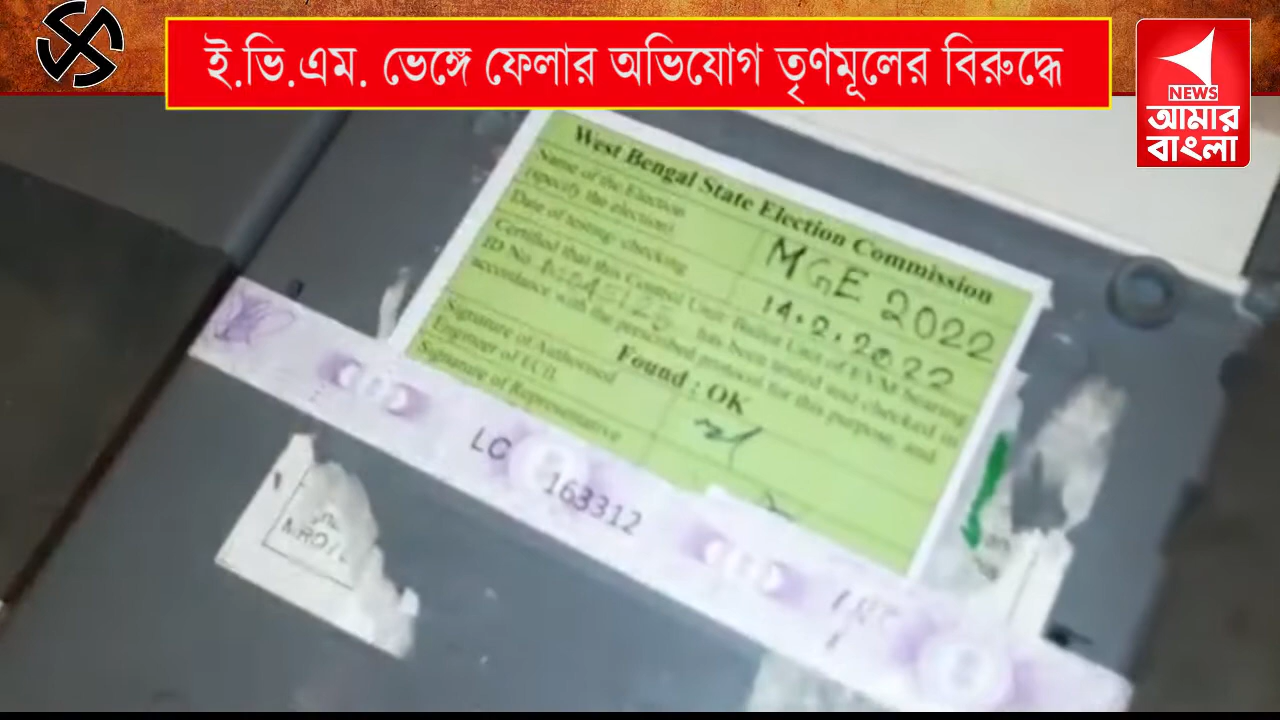 ই.ভি.এম. ভেঙ্গে ফেলার অভিযোগ তৃণমূলের বিরুদ্ধে
NEWS
আমার
বাংলা
West Bengal State Election Commission
Name of the Election
(specify the election)
MGE 2022
Date of testing/checking
14.2.2022
Certified that this Control Unit/Ballot Unit of EVM bearing
ID No. has been tested and checked in
accordance with the prescribed protocol for this purpose, and
Found : OK
Signature of Authorised
Engineer of ECIL
Signature of Representative
LC 163312